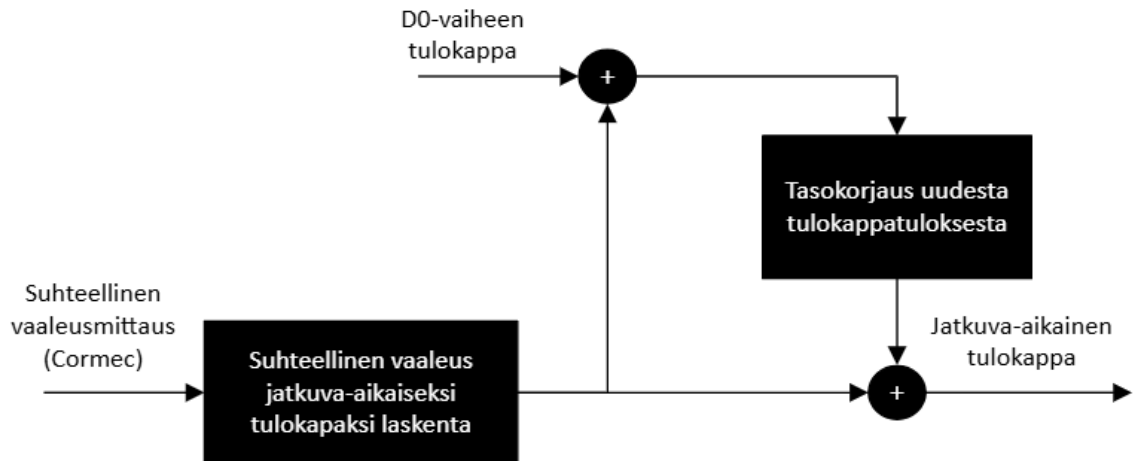 D0-vaiheen
tulokappa
+
Tasokorjaus uudesta
tulokappatuloksesta
Suhteellinen
vaaleusmittaus
(Cormec)
Suhteellinen vaaleus
jatkuva-aikaiseksi
tulokapaksi laskenta
Jatkuva-aikainen
tulokappa
+